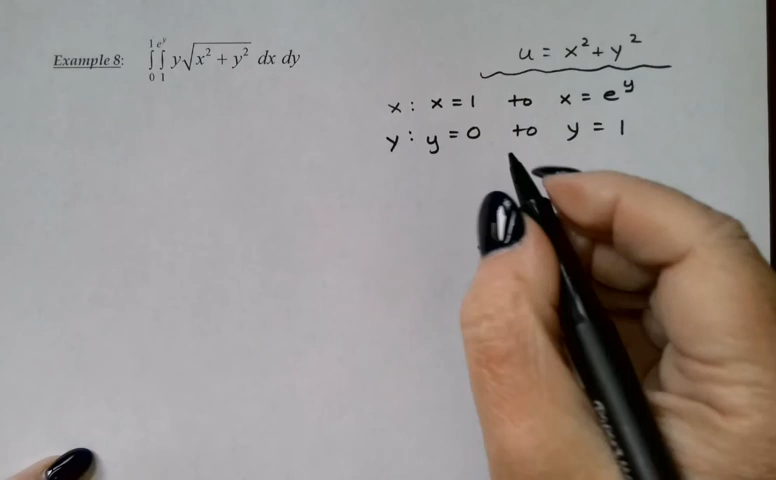 Example 8: ∫₀¹ ∫₁^{e^y} y√(x² + y²) dx dy
u = x² + y²
x: x = 1 to x = e^y
y: y = 0 to y = 1